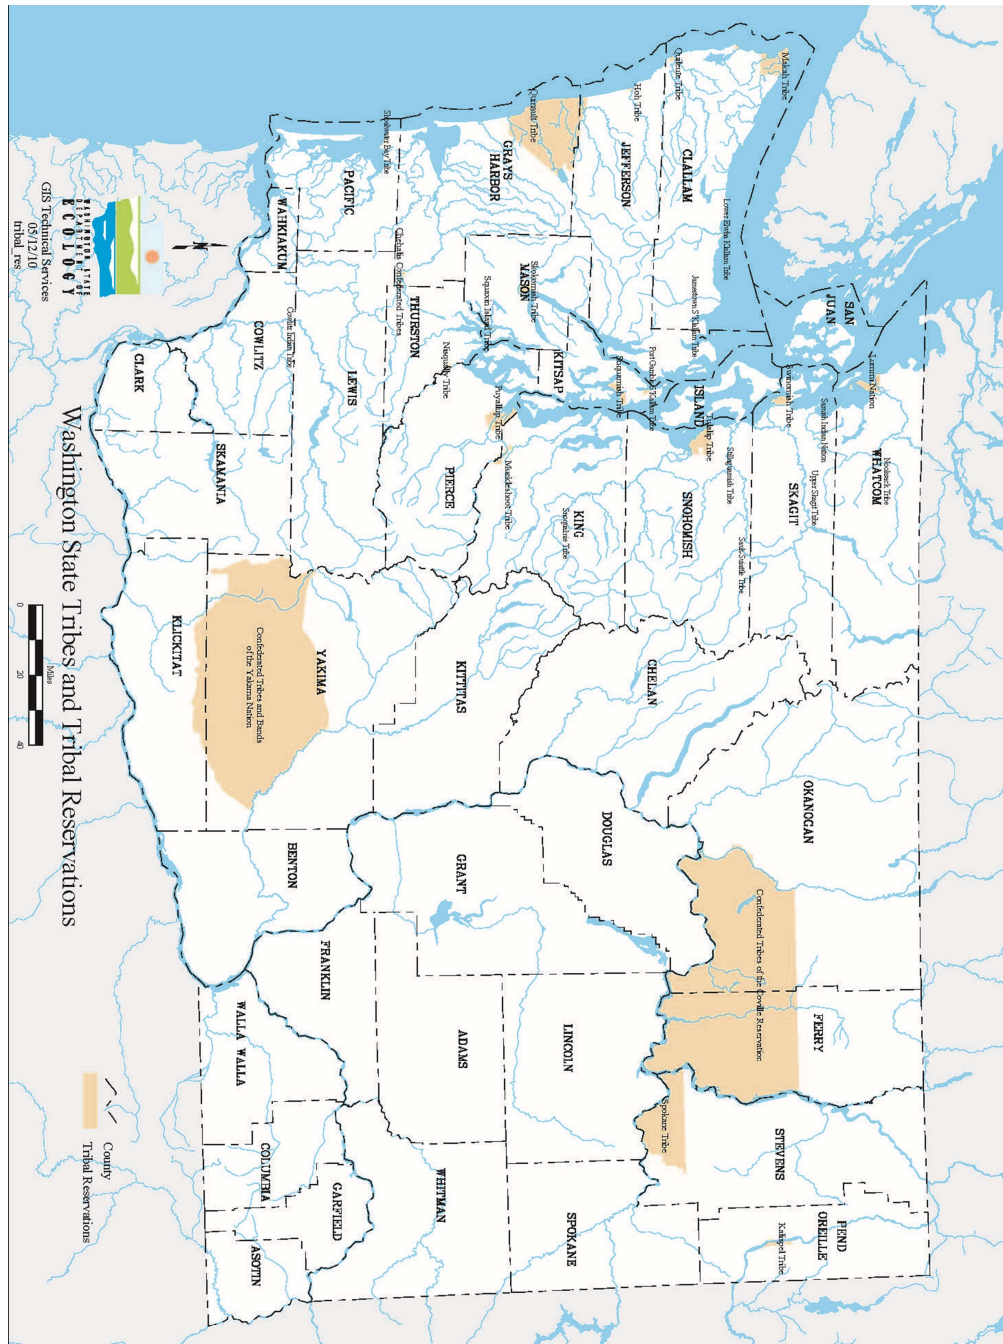 Lummi Nation
Nooksack Tribe
WHATCOM
SAN
JUAN
Makah Tribe
Swinomish Tribe
Samish Indian Nation
Upper Skagit Tribe
SKAGIT
OKANOGAN
FERRY
PEND
OREILLE
Kalispel Tribe
STEVENS
Quileute Tribe
CLALLAM
Lower Elwha Klallam Tribe
Jamestown S'Klallam Tribe
ISLAND
Tulalip Tribe
Stillaguamish Tribe
Sauk-Suiattle Tribe
SNOHOMISH
Confederated Tribes of the Coville Reservation
Hoh Tribe
JEFFERSON
Port Gamble S'Klallam Tribe
Suquamish Tribe
CHELAN
Spokane Tribe
DOUGLAS
Quinault Tribe
Skokomish Tribe
MASON
KITSAP
KING
Snoqualmie Tribe
LINCOLN
SPOKANE
GRAYS
HARBOR
Squaxin Island Tribe
Puyallup Tribe
Muckleshoot Tribe
KITTITAS
GRANT
ADAMS
WHITMAN
Nisqually Tribe
PIERCE
THURSTON
Shoalwater Bay Tribe
Chehalis Confederated Tribes
PACIFIC
LEWIS
YAKIMA
Confederated Tribes and Bands
of the Yakama Nation
FRANKLIN
GARFIELD
WAHKIAKUM
Cowlitz Indian Tribe
COWLITZ
BENTON
COLUMBIA
ASOTIN
WALLA WALLA
SKAMANIA
KLICKITAT
CLARK
N
WASHINGTON STATE
DEPARTMENT OF
ECOLOGY
GIS Technical Services
05/12/10
tribal_res
Washington State Tribes and Tribal Reservations
0 20 40
Miles
County
Tribal Reservations